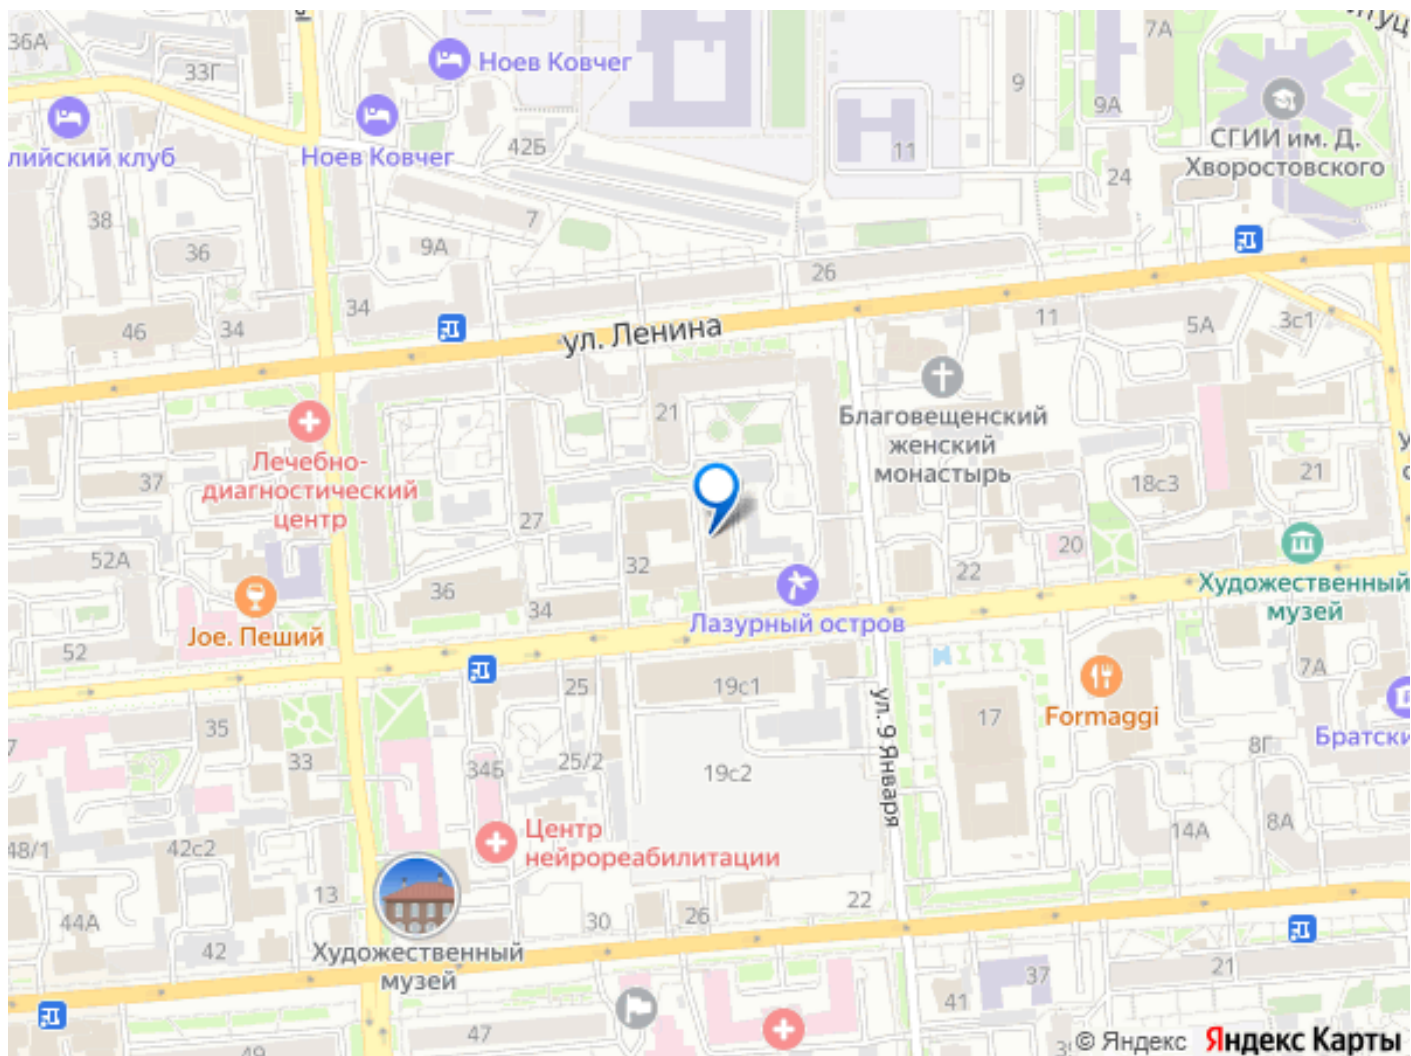 36А
33Г
Ноев Ковчег
7А
9
9А
лийский клуб
Ноев Ковчег
42Б
11
СГИИ им. Д.
Хворостовского
24
38
36
7
9А
26
34
46
34
ул. Ленина
11
5А
3с1
21
Благовещенский
женский
монастырь
Лечебно-
диагностический
центр
37
27
18с3
21
52А
32
20
22
Художественный
музей
36
34
Joe. Пеший
Лазурный остров
52
25
19с1
7А
ул. 9 Января
17
Formaggi
Братски
35
33
34Б
25/2
19с2
8Г
14А
8А
48/1
42с2
Центр
нейрореабилитации
13
22
44А
42
30
26
Художественный
музей
21
37
41
47
49
© Яндекс Яндекс Карты